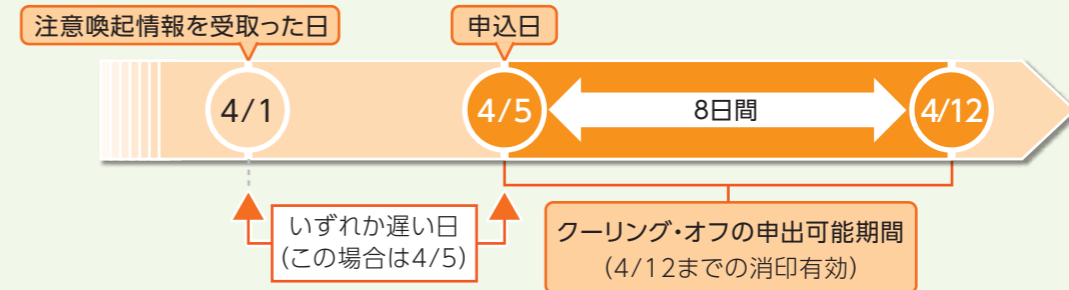 注意喚起情報を受取った日
申込日
4/1
4/5
8日間
4/12
いずれか遅い日
(この場合は4/5)
クーリング・オフの申出可能期間
(4/12までの消印有効)